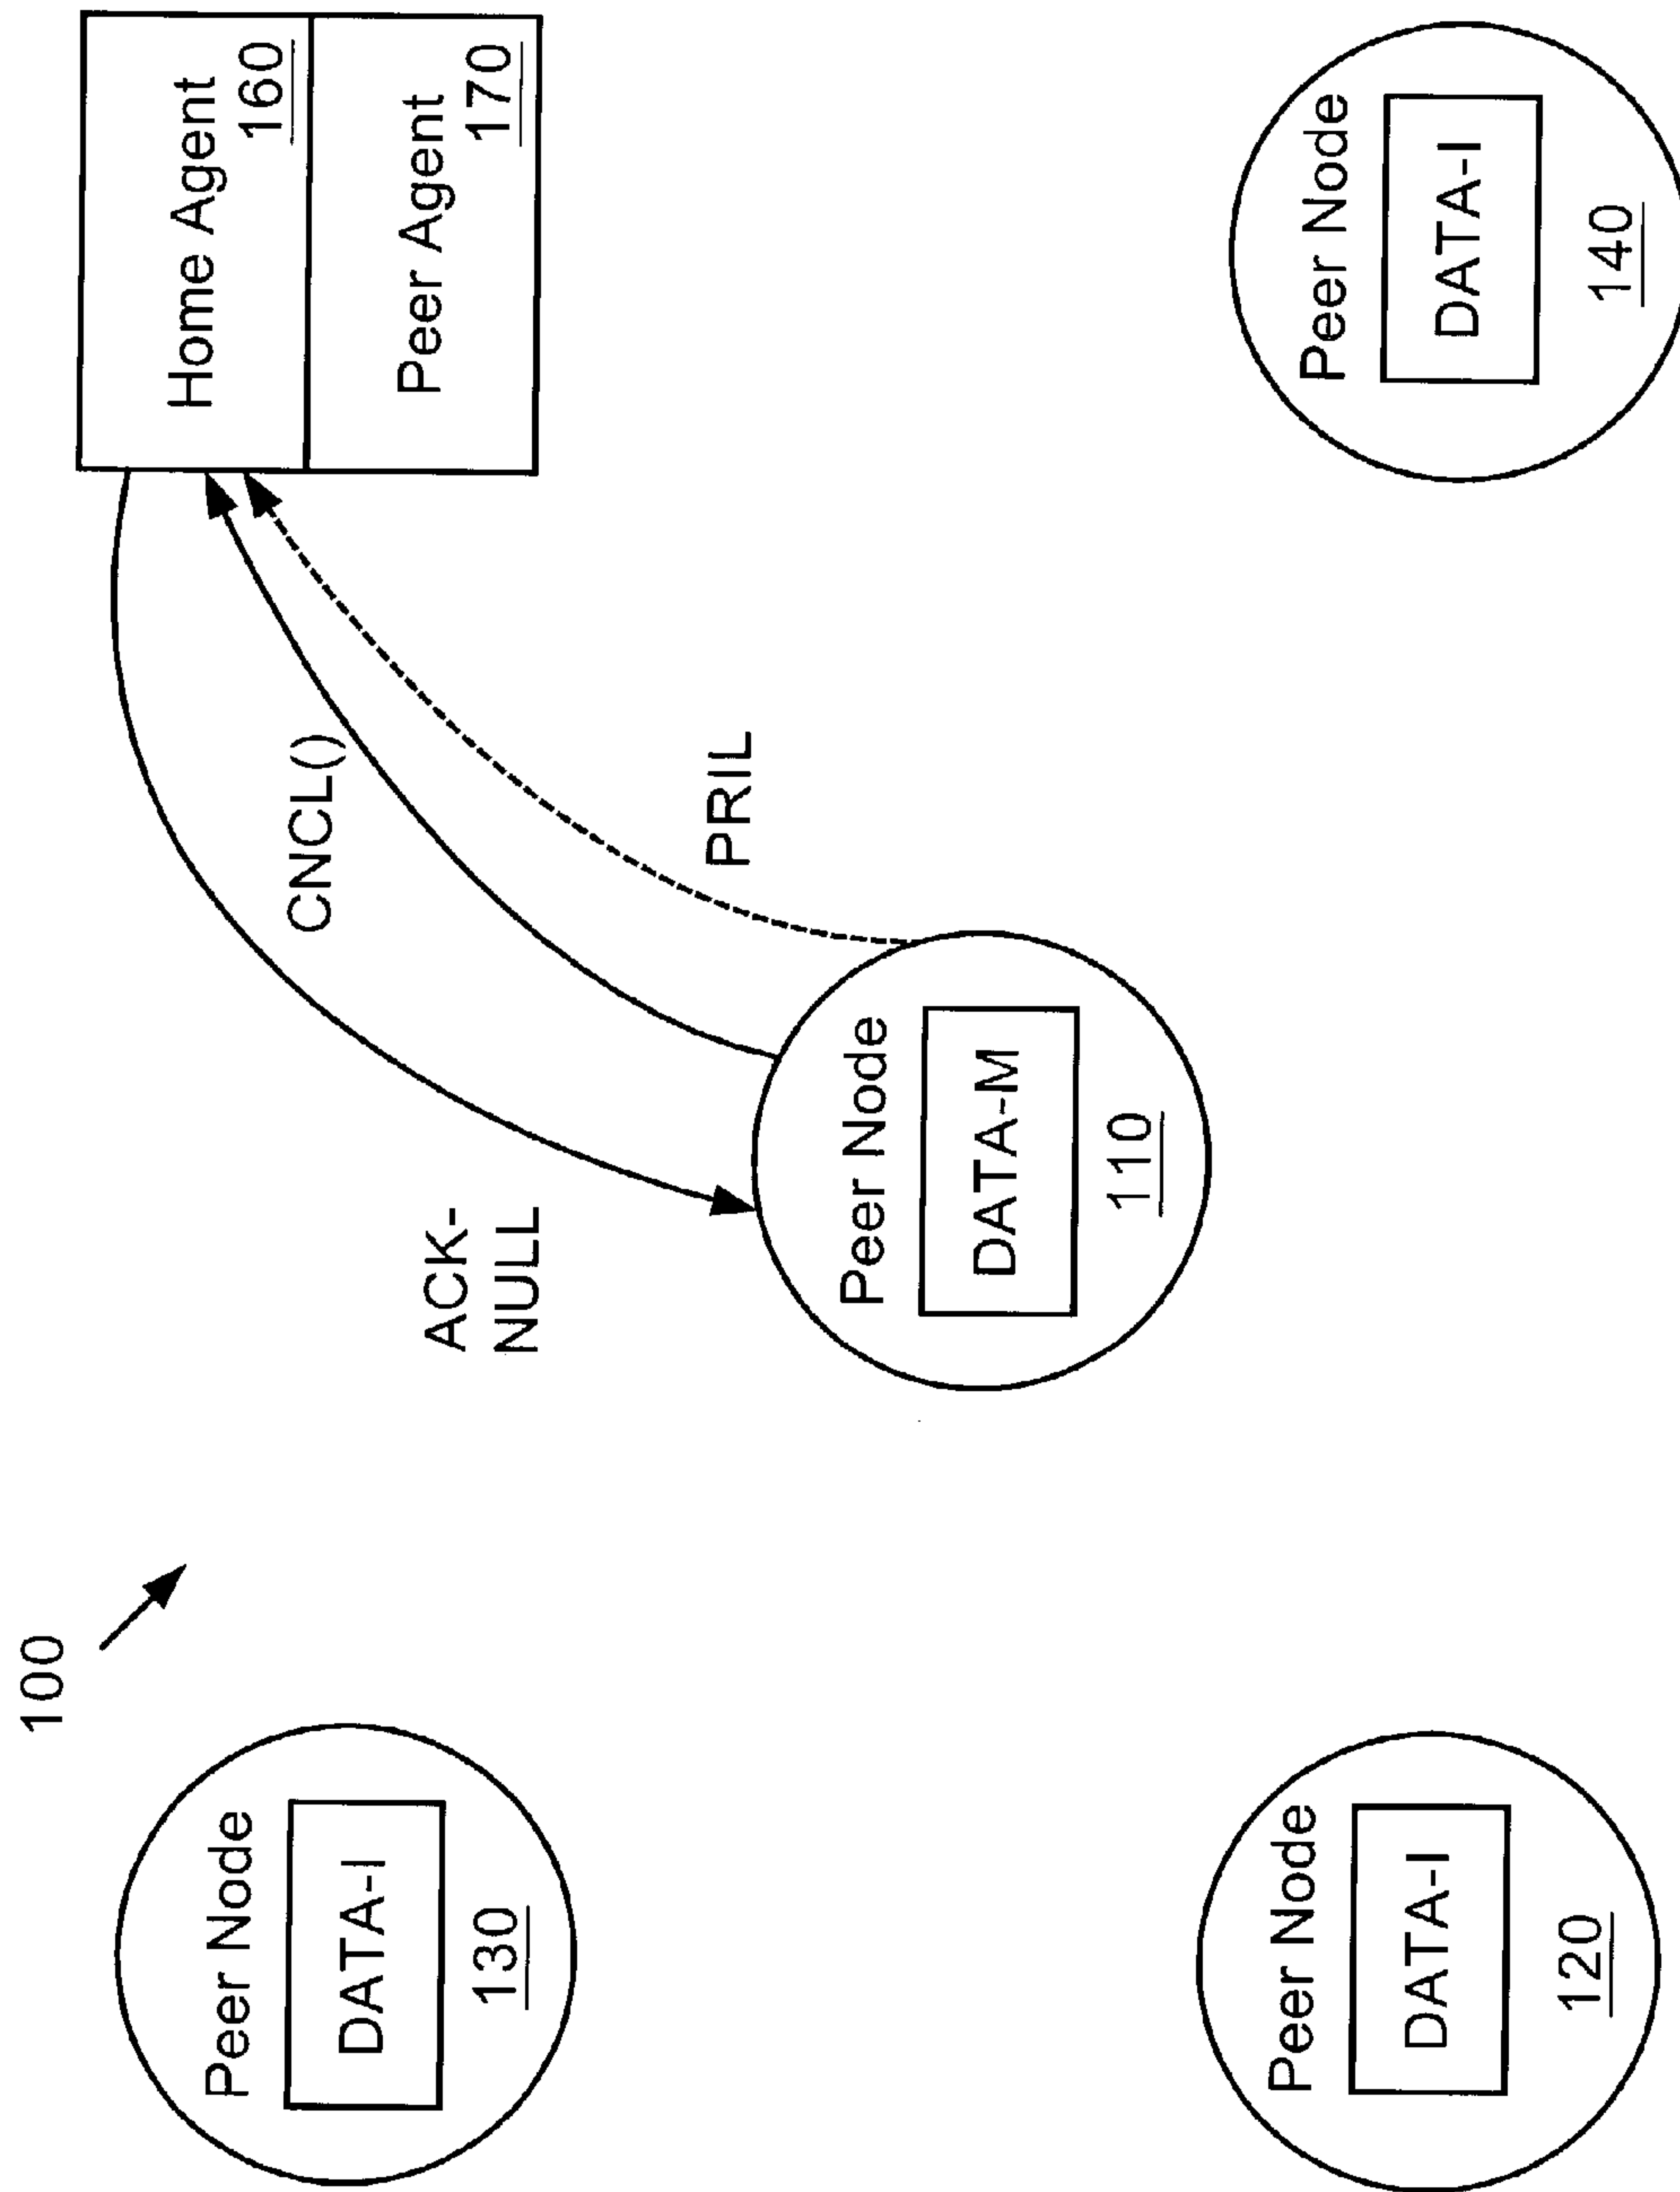 100
Peer Node
DATA-I
130
ACK-
NULL
CNCL()
PRIL
Home Agent
160
Peer Agent
170
Peer Node
DATA-M
110
Peer Node
DATA-I
120
Peer Node
DATA-I
140